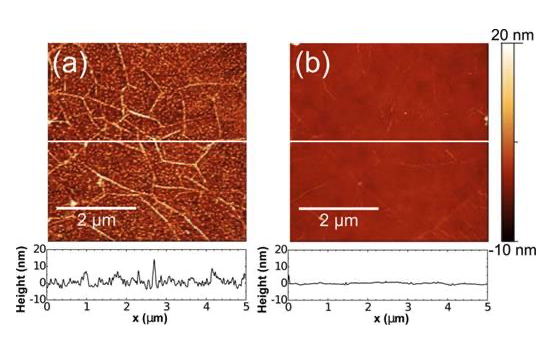 20 nm
(a)
(b)
2 μm
2 μm
-10 nm
Height (nm)
20
10
0
-10
0 1 2 3 4 5
x (μm)
Height (nm)
20
10
0
-10
0 1 2 3 4 5
x (μm)